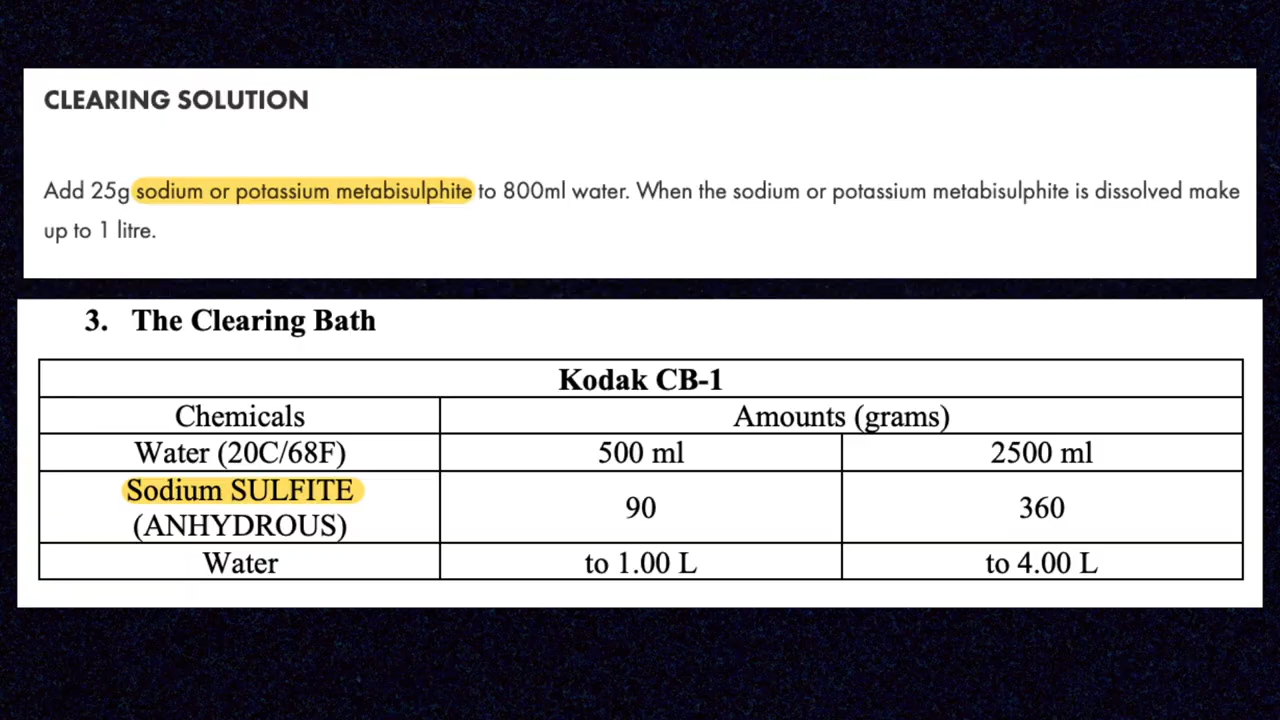 CLEARING SOLUTION
Add 25g sodium or potassium metabisulphite to 800ml water. When the sodium or potassium metabisulphite is dissolved make
up to 1 litre.
3. The Clearing Bath
Kodak CB-1
Chemicals Amounts (grams)
Water (20C/68F) 500 ml 2500 ml
Sodium SULFITE
(ANHYDROUS) 90 360
Water to 1.00 L to 4.00 L